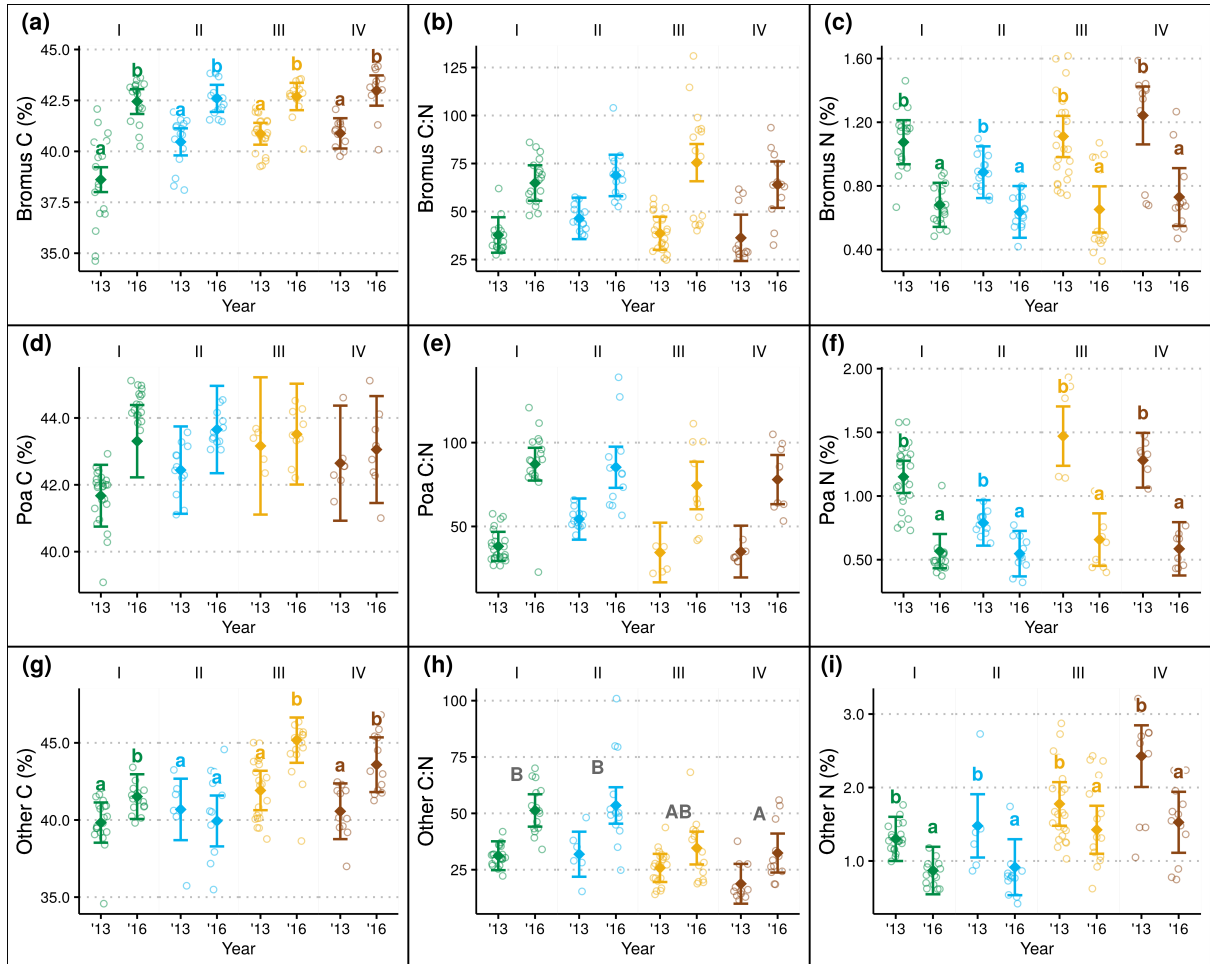 (a)
I II III IV
Bromus C (%)
45.0
42.5
40.0
37.5
35.0
a b a b a b a b
'13 '16 '13 '16 '13 '16 '13 '16
Year
(b)
I II III IV
Bromus C:N
125
100
75
50
25
'13 '16 '13 '16 '13 '16 '13 '16
Year
(c)
I II III IV
Bromus N (%)
1.60
1.20
0.80
0.40
b a b a b a b a
'13 '16 '13 '16 '13 '16 '13 '16
Year
(d)
I II III IV
Poa C (%)
44.0
42.0
40.0
'13 '16 '13 '16 '13 '16 '13 '16
Year
(e)
I II III IV
Poa C:N
100
50
'13 '16 '13 '16 '13 '16 '13 '16
Year
(f)
I II III IV
Poa N (%)
2.00
1.50
1.00
0.50
b a b a b a b a
'13 '16 '13 '16 '13 '16 '13 '16
Year
(g)
I II III IV
Other C (%)
45.0
40.0
35.0
a b a a a b a b
'13 '16 '13 '16 '13 '16 '13 '16
Year
(h)
I II III IV
Other C:N
100
75
50
25
B B AB A
'13 '16 '13 '16 '13 '16 '13 '16
Year
(i)
I II III IV
Other N (%)
3.0
2.0
1.0
b a b a b a b a
'13 '16 '13 '16 '13 '16 '13 '16
Year